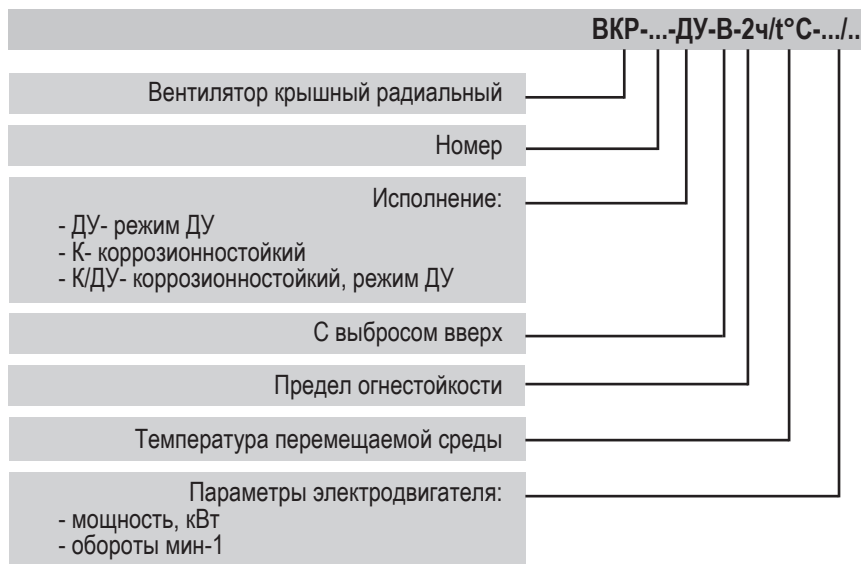 ВКР-...-ДУ-В-2ч/t°C-.../..
Вентилятор крышный радиальный
Номер
Исполнение:
- ДУ- режим ДУ
- К- коррозионностойкий
- К/ДУ- коррозионностойкий, режим ДУ
С выбросом вверх
Предел огнестойкости
Температура перемещаемой среды
Параметры электродвигателя:
- мощность, кВт
- обороты мин-1